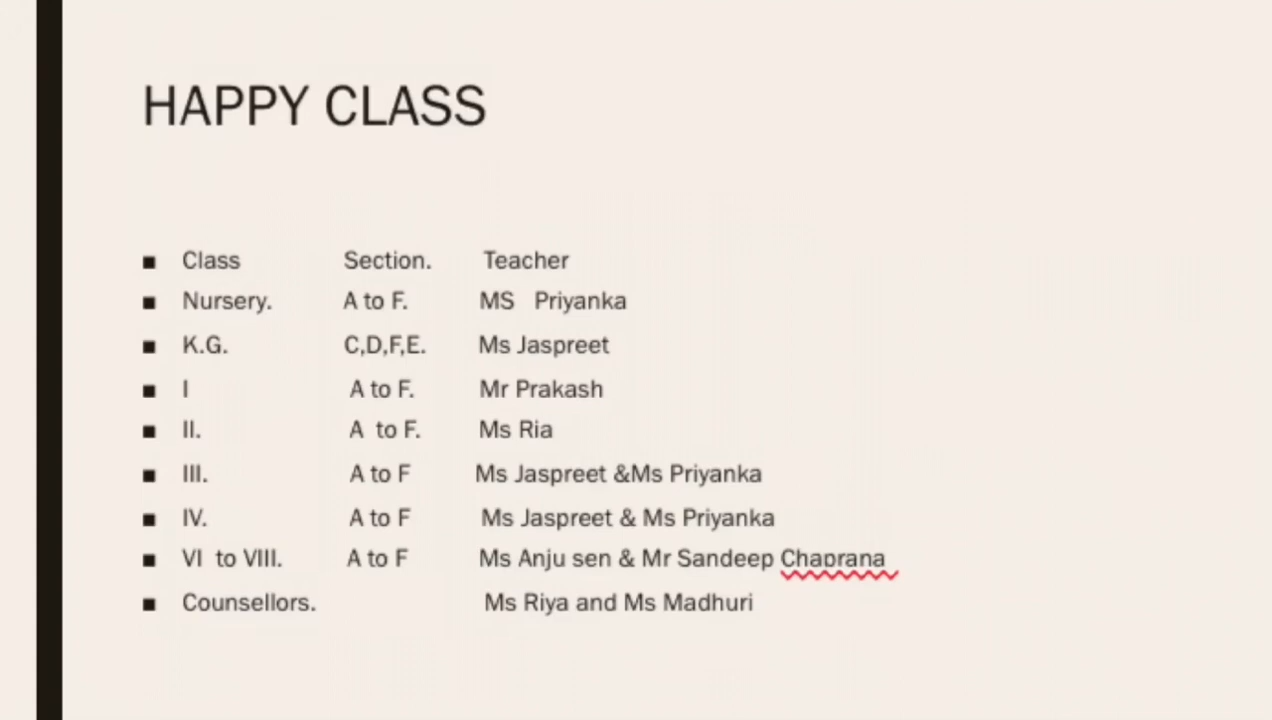 HAPPY CLASS
Class Section. Teacher
Nursery. A to F. MS Priyanka
K.G. C,D,F,E. Ms Jaspreet
I A to F. Mr Prakash
II. A to F. Ms Ria
III. A to F Ms Jaspreet &Ms Priyanka
IV. A to F Ms Jaspreet & Ms Priyanka
VI to VIII. A to F Ms Anju sen & Mr Sandeep Chaprana
Counsellors. Ms Riya and Ms Madhuri